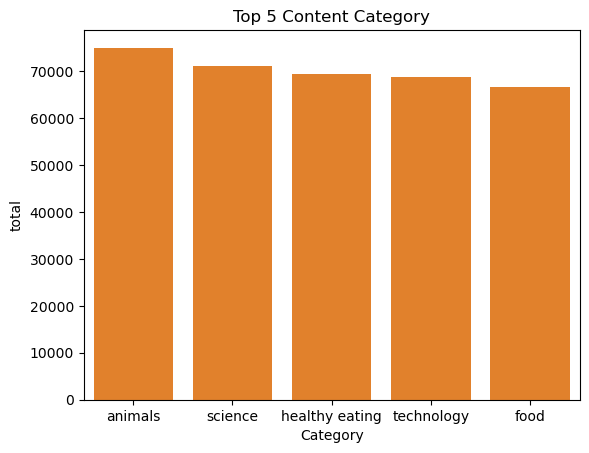 Top 5 Content Category
total
70000
60000
50000
40000
30000
20000
10000
0
animals science healthy eating technology food
Category